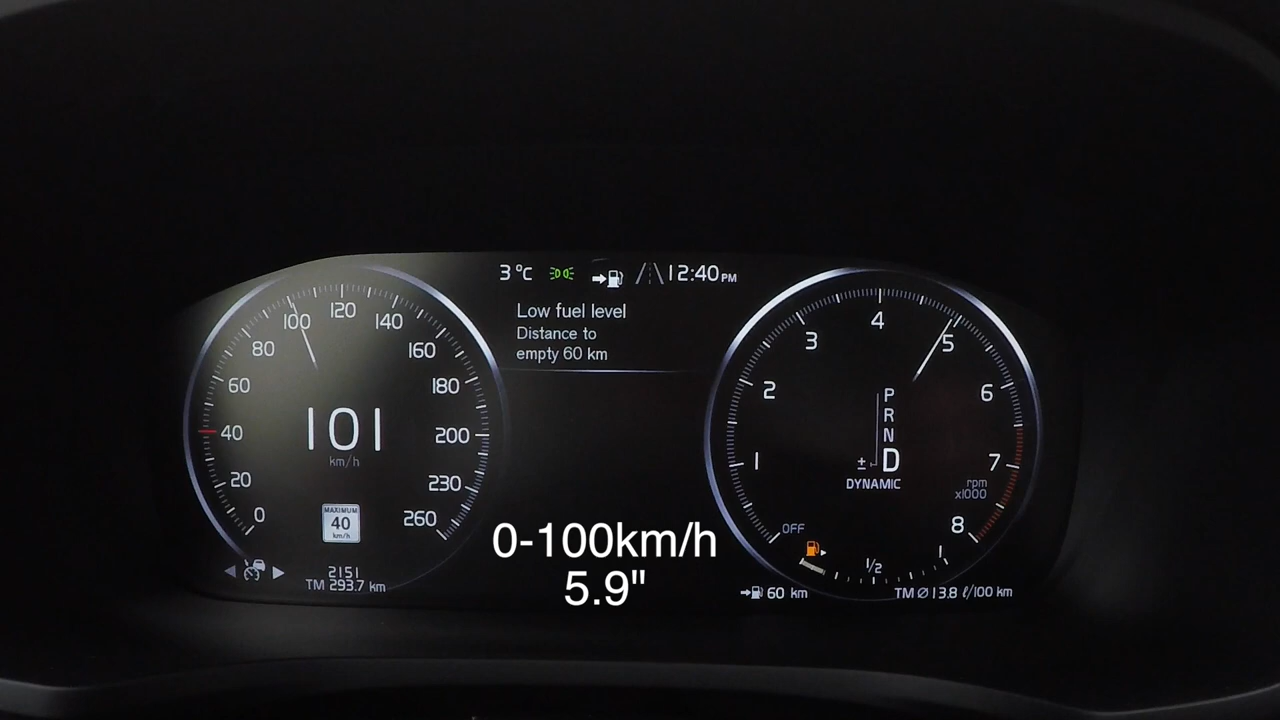 3 °C 12:40 PM
Low fuel level
Distance to
empty 60 km
0
20
40
60
80
100
120
140
160
180
200
230
260
101
km/h
MAXIMUM
40
km/h
2151
TM 293.7 km
0-100km/h
5.9"
OFF
1
2
3
4
5
6
7
8
P
R
N
D
±
DYNAMIC
rpm
x1000
1/2
1
60 km
TM Ø 13.8 ℓ/100 km